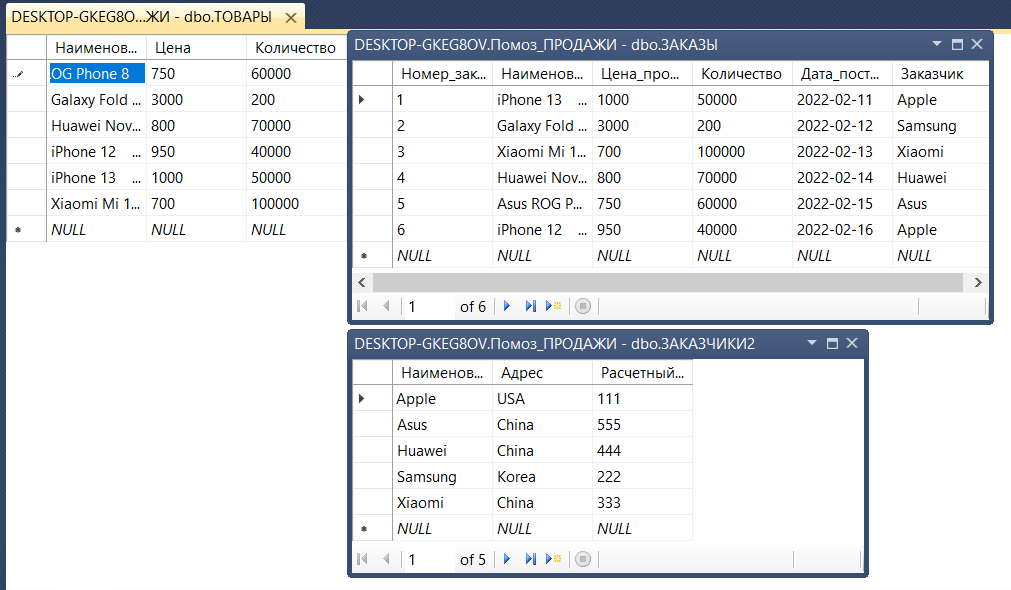 DESKTOP-GKEG8O...ЖИ - dbo.ТОВАРЫ
Наименов... Цена Количество
OG Phone 8 750 60000
Galaxy Fold ... 3000 200
Huawei Nov... 800 70000
iPhone 12 ... 950 40000
iPhone 13 ... 1000 50000
Xiaomi Mi 1... 700 100000
NULL NULL NULL
DESKTOP-GKEG8OV.Помоз_ПРОДАЖИ - dbo.ЗАКАЗЫ
Номер_зак... Наименов... Цена_про... Количество Дата_пост... Заказчик
1 iPhone 13 ... 1000 50000 2022-02-11 Apple
2 Galaxy Fold ... 3000 200 2022-02-12 Samsung
3 Xiaomi Mi 1... 700 100000 2022-02-13 Xiaomi
4 Huawei Nov... 800 70000 2022-02-14 Huawei
5 Asus ROG P... 750 60000 2022-02-15 Asus
6 iPhone 12 ... 950 40000 2022-02-16 Apple
NULL NULL NULL NULL NULL NULL
1 of 6
DESKTOP-GKEG8OV.Помоз_ПРОДАЖИ - dbo.ЗАКАЗЧИКИ2
Наименов... Адрес Расчетный...
Apple USA 111
Asus China 555
Huawei China 444
Samsung Korea 222
Xiaomi China 333
NULL NULL NULL
1 of 5